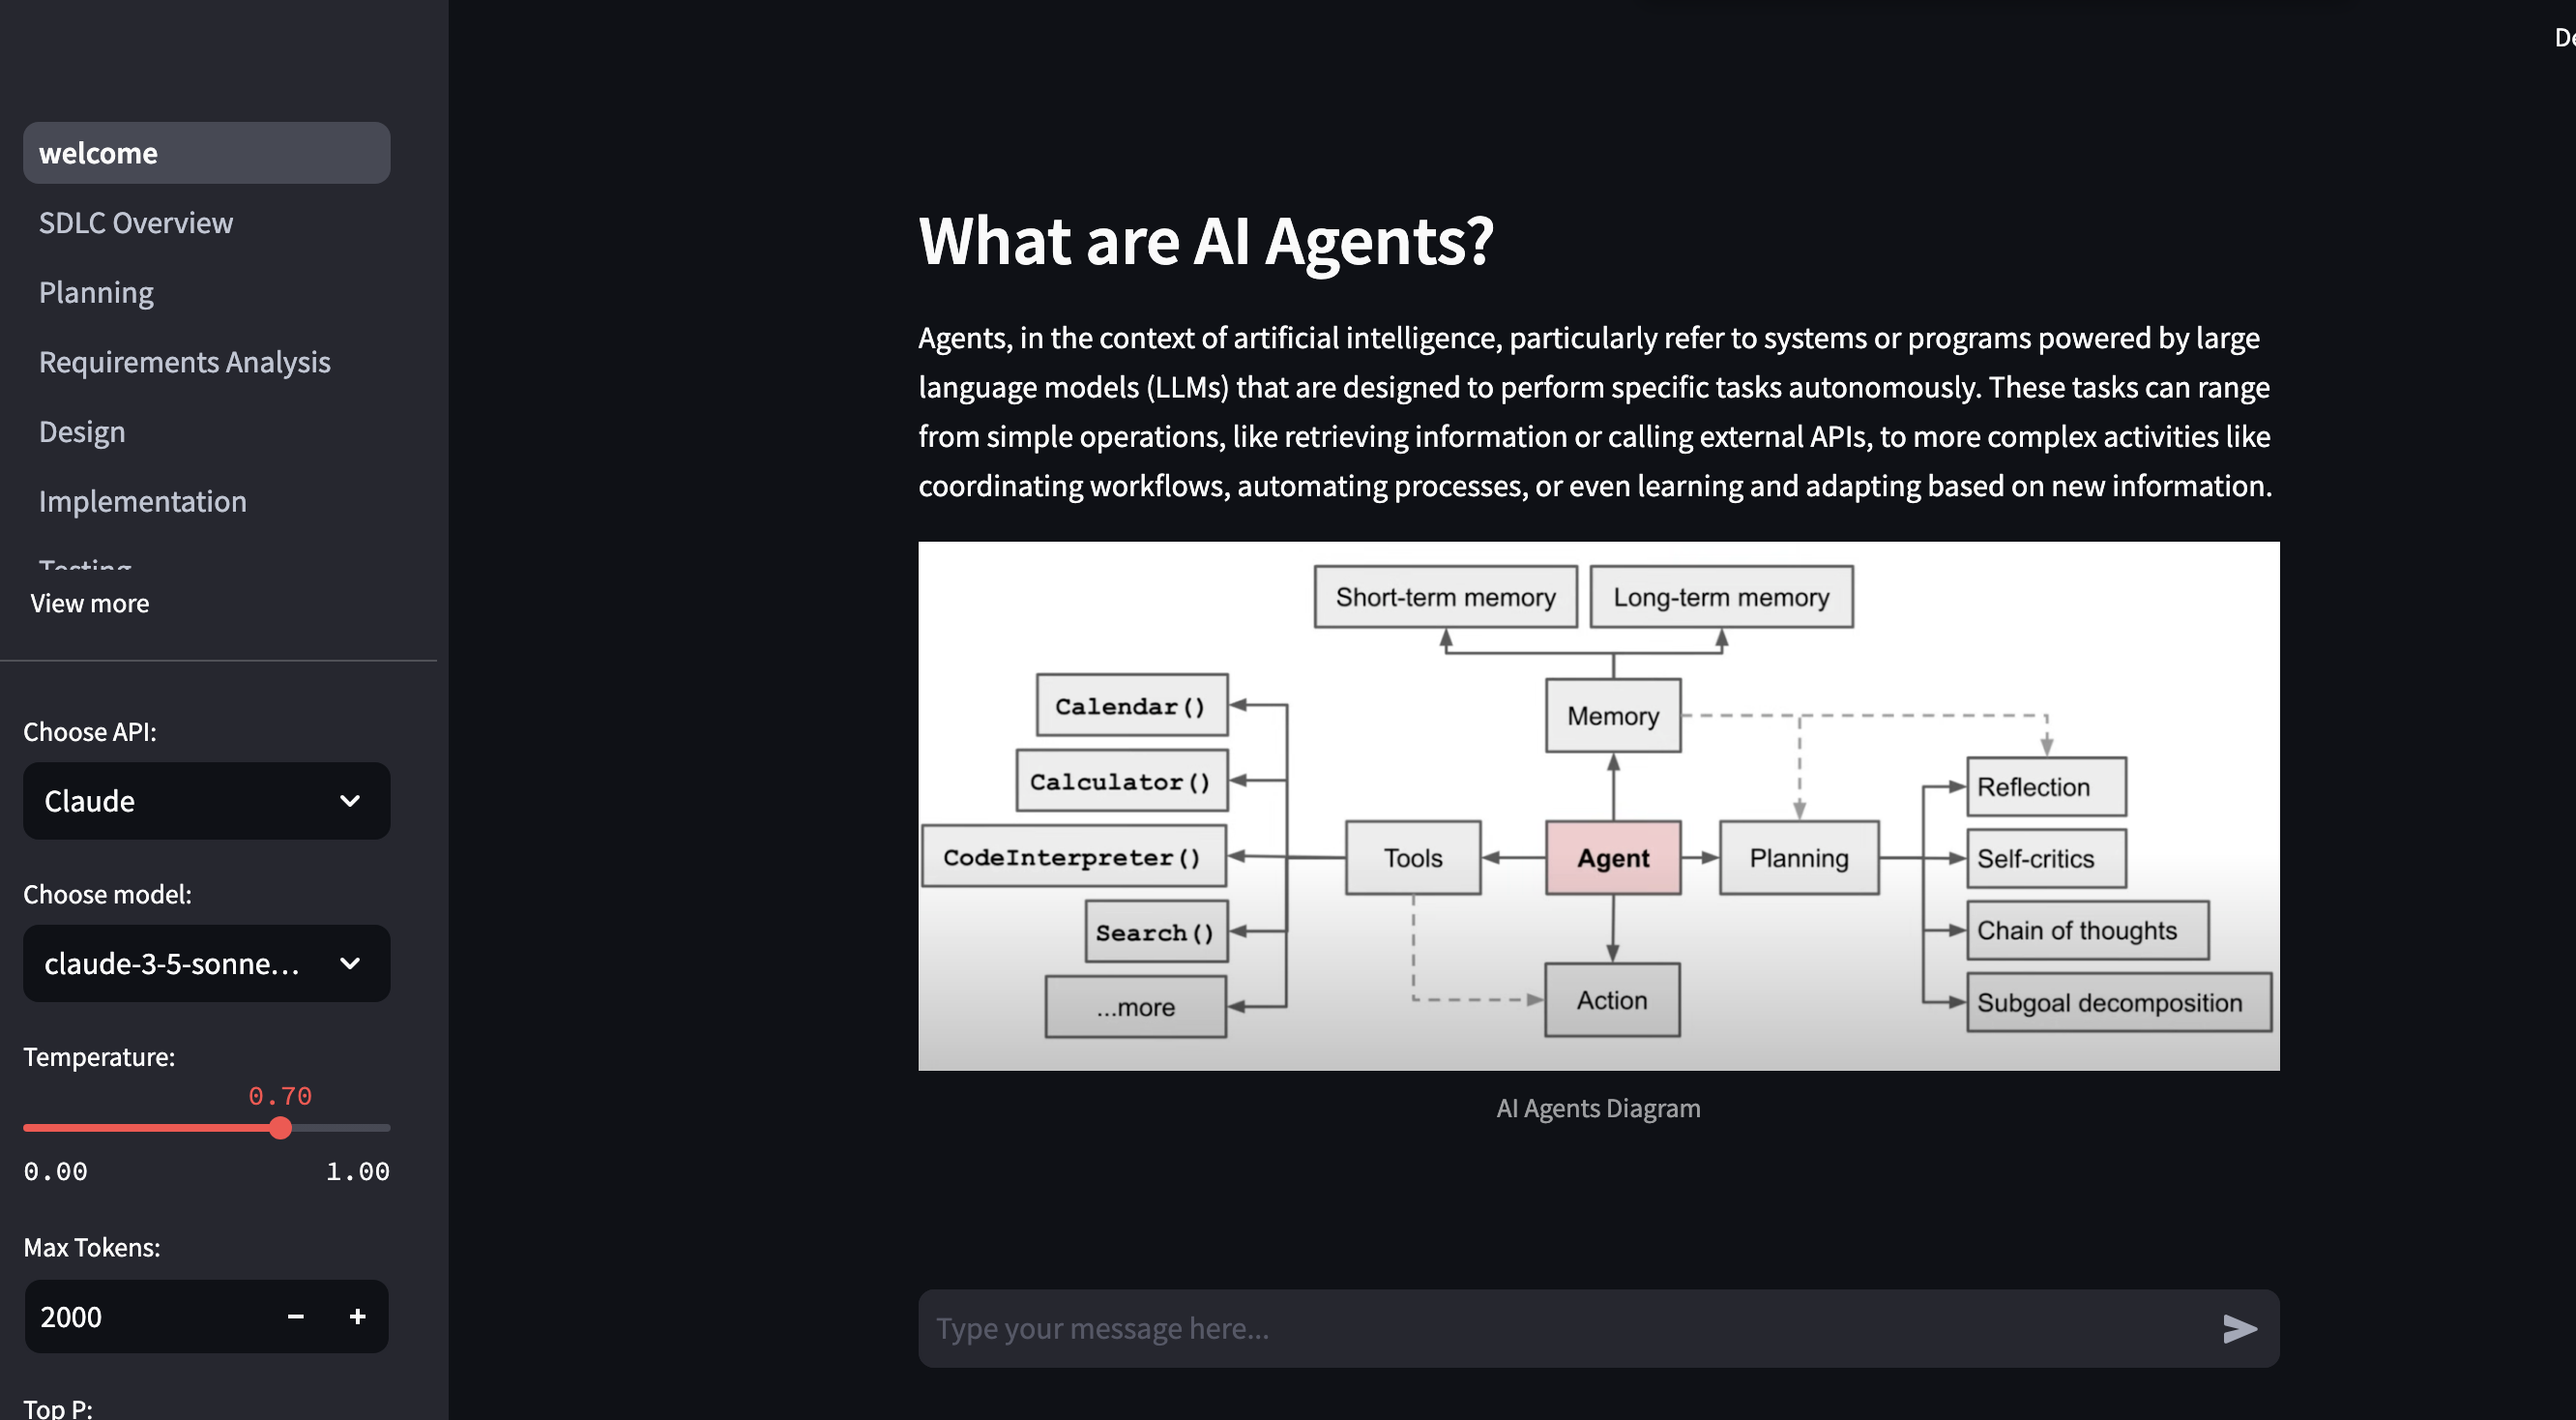 De
welcome
SDLC Overview
Planning
Requirements Analysis
Design
Implementation
Testing
View more
Choose API:
Claude
Choose model:
claude-3-5-sonne...
Temperature:
0.70
0.00 1.00
Max Tokens:
2000 − +
Top P:
What are AI Agents?
Agents, in the context of artificial intelligence, particularly refer to systems or programs powered by large
language models (LLMs) that are designed to perform specific tasks autonomously. These tasks can range
from simple operations, like retrieving information or calling external APIs, to more complex activities like
coordinating workflows, automating processes, or even learning and adapting based on new information.
Short-term memory Long-term memory
Calendar()
Memory
Calculator()
Reflection
CodeInterpreter() Tools Agent Planning Self-critics
Search()
Chain of thoughts
...more Action Subgoal decomposition
AI Agents Diagram
Type your message here...